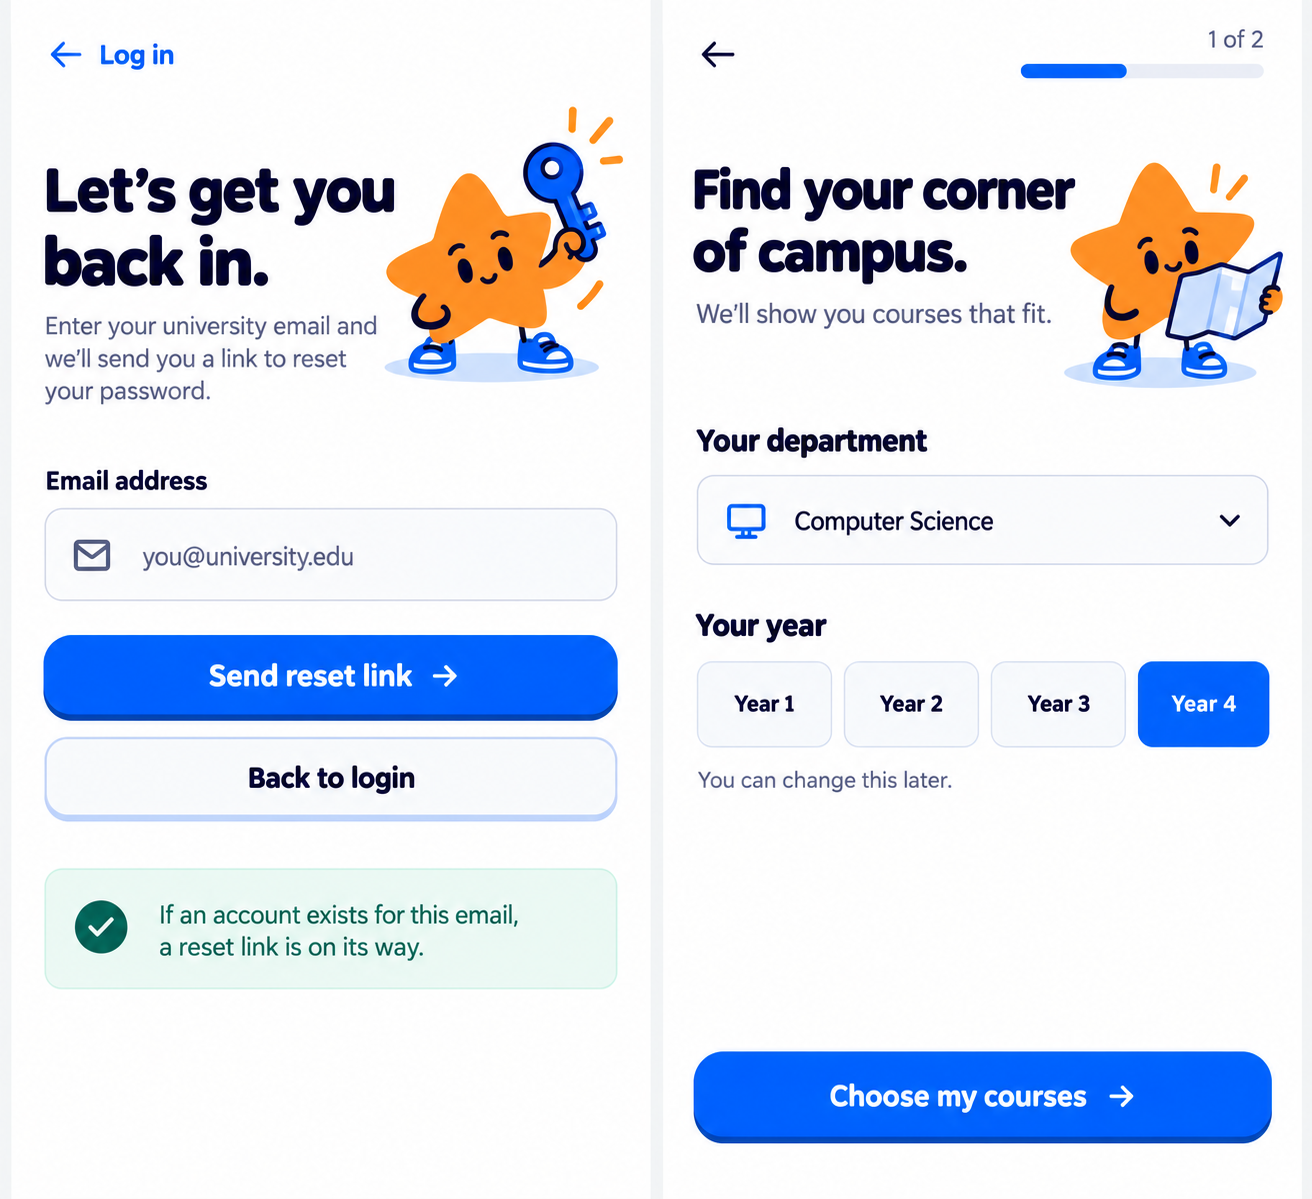 Log in
Let's get you
back in.
Enter your university email and
we'll send you a link to reset
your password.
Email address
you@university.edu
Send reset link
Back to login
If an account exists for this email,
a reset link is on its way.
1 of 2
Find your corner
of campus.
We'll show you courses that fit.
Your department
Computer Science
Your year
Year 1
Year 2
Year 3
Year 4
You can change this later.
Choose my courses